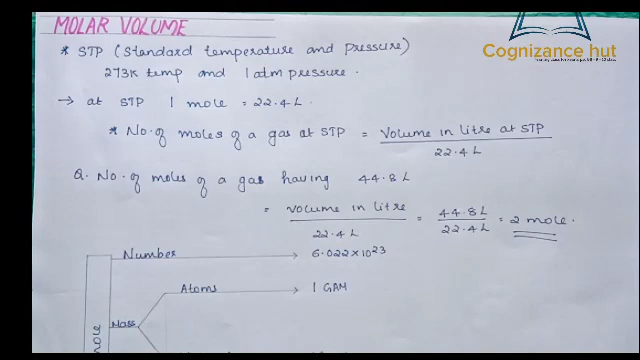 MOLAR VOLUME
Cognizance hut
* STP (Standard temperature and pressure)
273K temp and 1 atm pressure.
→ at STP 1 mole = 22.4 L.
* No. of moles of a gas at STP = Volume in litre at STP
22.4 L
Q. No. of moles of a gas having 44.8 L
= Volume in litre = 44.8 L = 2 mole.
22.4 L 22.4 L
Number → 6.022 × 10²³
Atoms → 1 GAM
Mass
mole